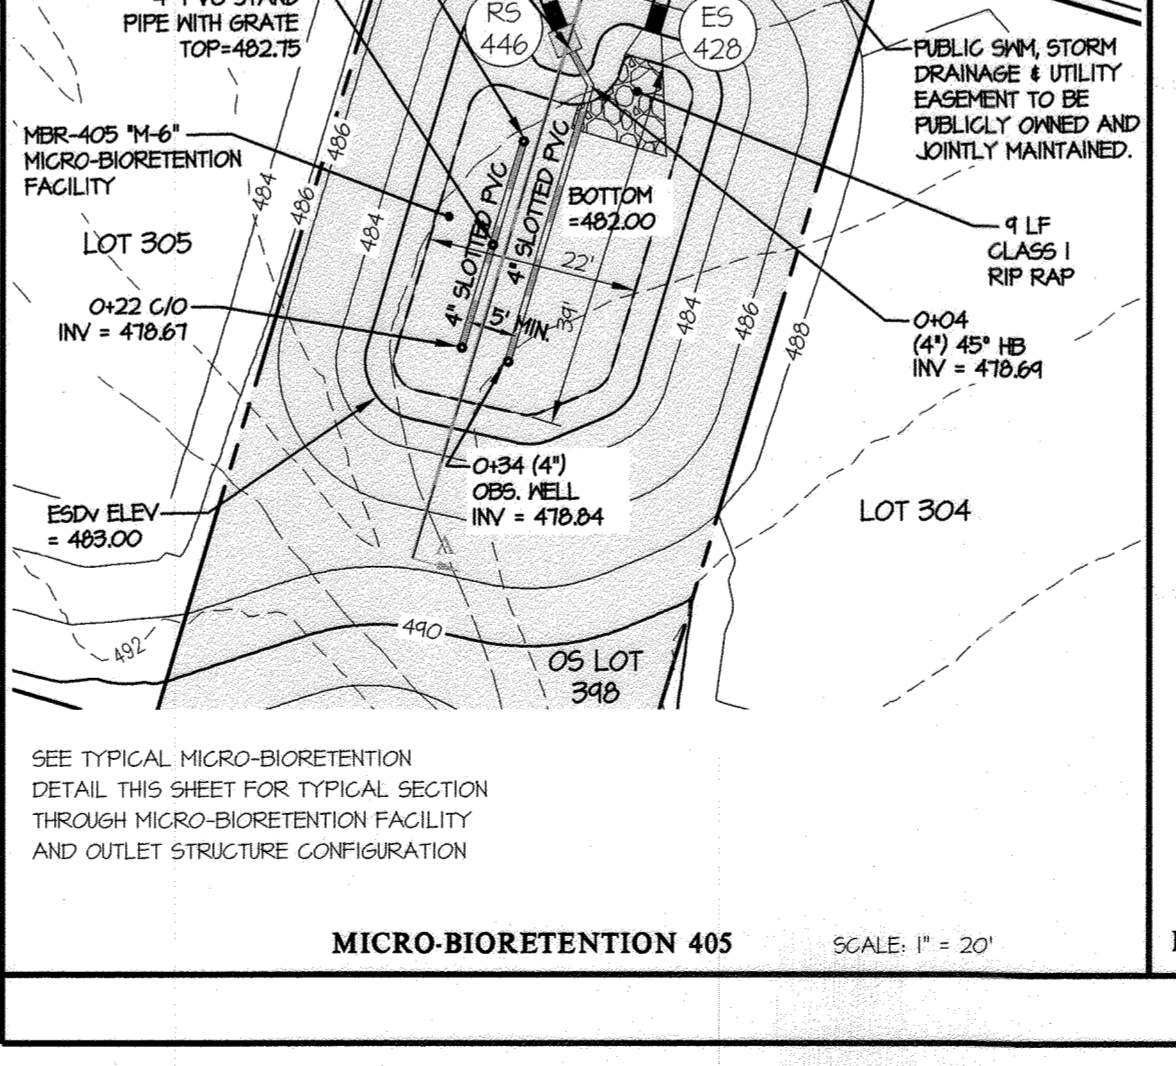 PIPE WITH GRATE
TOP=482.75
RS
446
ES
428
PUBLIC SWM, STORM
DRAINAGE & UTILITY
EASEMENT TO BE
PUBLICLY OWNED AND
JOINTLY MAINTAINED.
MBR-405 "M-6"
MICRO-BIORETENTION
FACILITY
484
486
486
484
LOT 305
4" SLOTTED PVC
4" SLOTTED PVC
BOTTOM
=482.00
22'
39'
5' MIN.
9 LF
CLASS I
RIP RAP
0+22 C/O
INV = 478.67
484
486
488
0+04
(4") 45° HB
INV = 478.69
0+34 (4")
OBS. WELL
INV = 478.84
ESDv ELEV
= 483.00
LOT 304
492
490
OS LOT
398
SEE TYPICAL MICRO-BIORETENTION
DETAIL THIS SHEET FOR TYPICAL SECTION
THROUGH MICRO-BIORETENTION FACILITY
AND OUTLET STRUCTURE CONFIGURATION
MICRO-BIORETENTION 405
SCALE: 1" = 20'